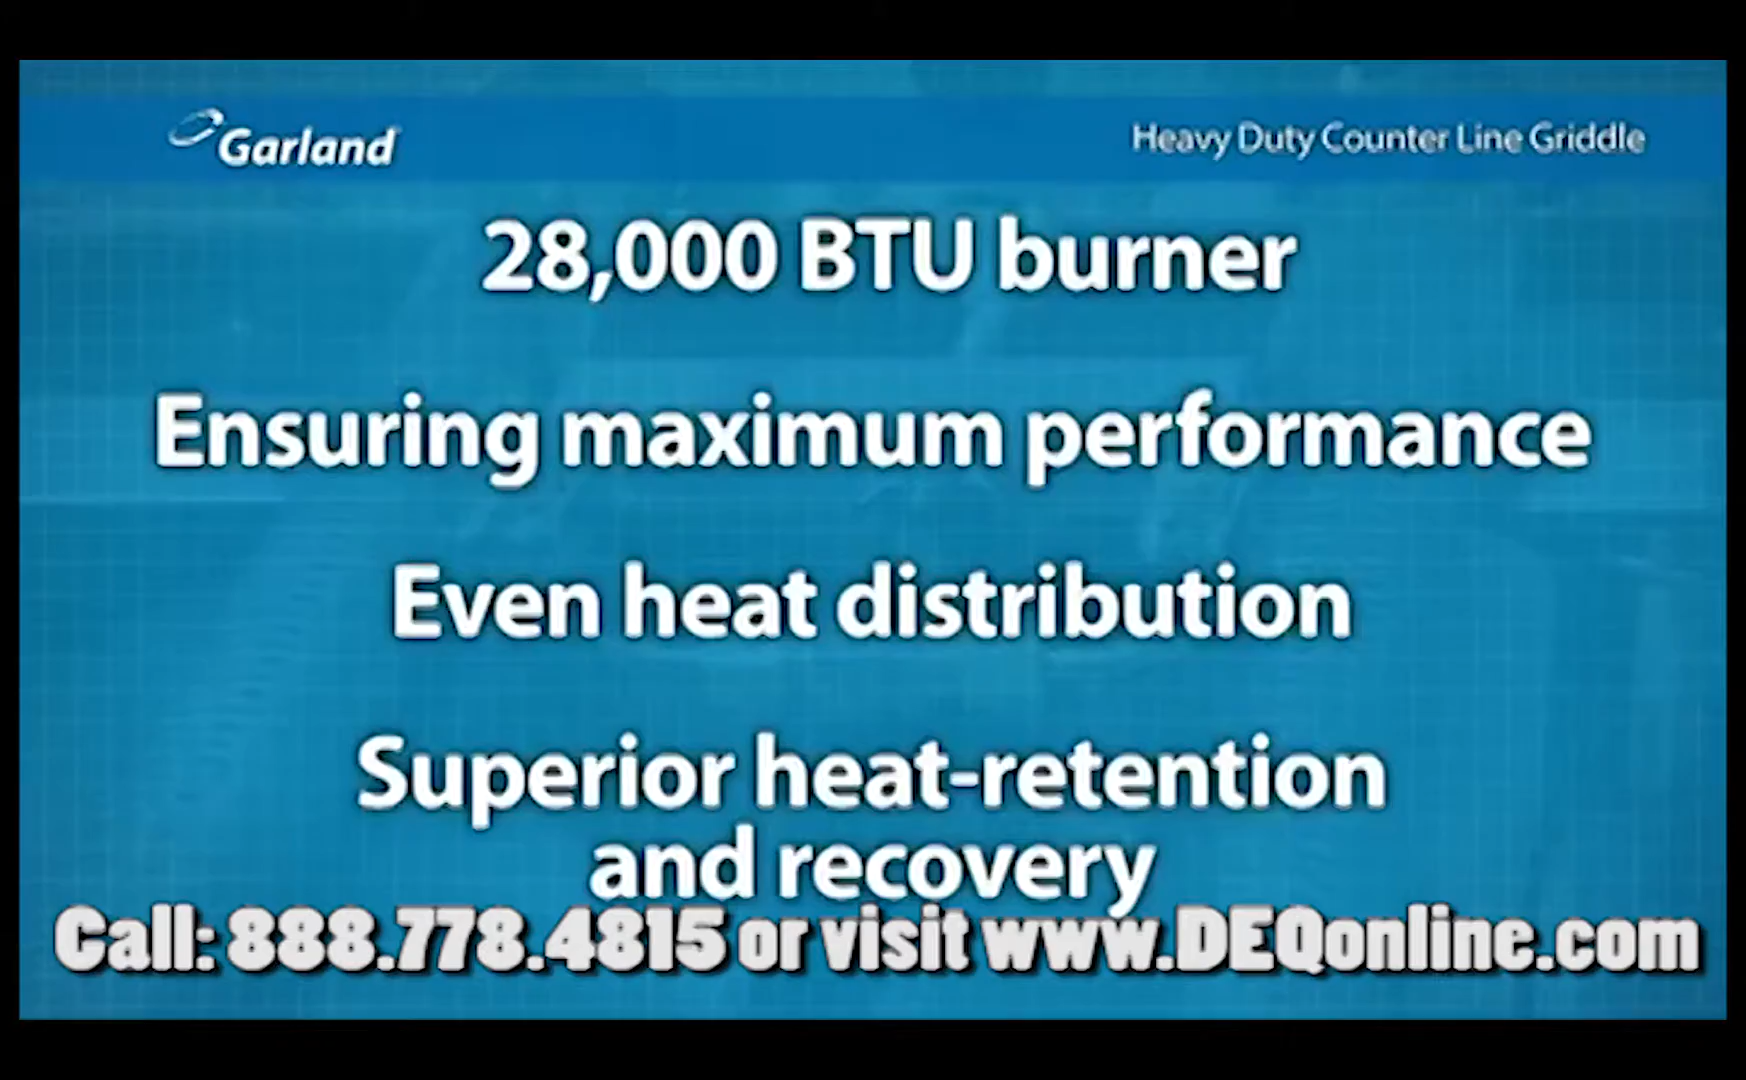 Garland
Heavy Duty Counter Line Griddle
28,000 BTU burner
Ensuring maximum performance
Even heat distribution
Superior heat-retention
and recovery
Call: 888.778.4815 or visit www.DEQonline.com